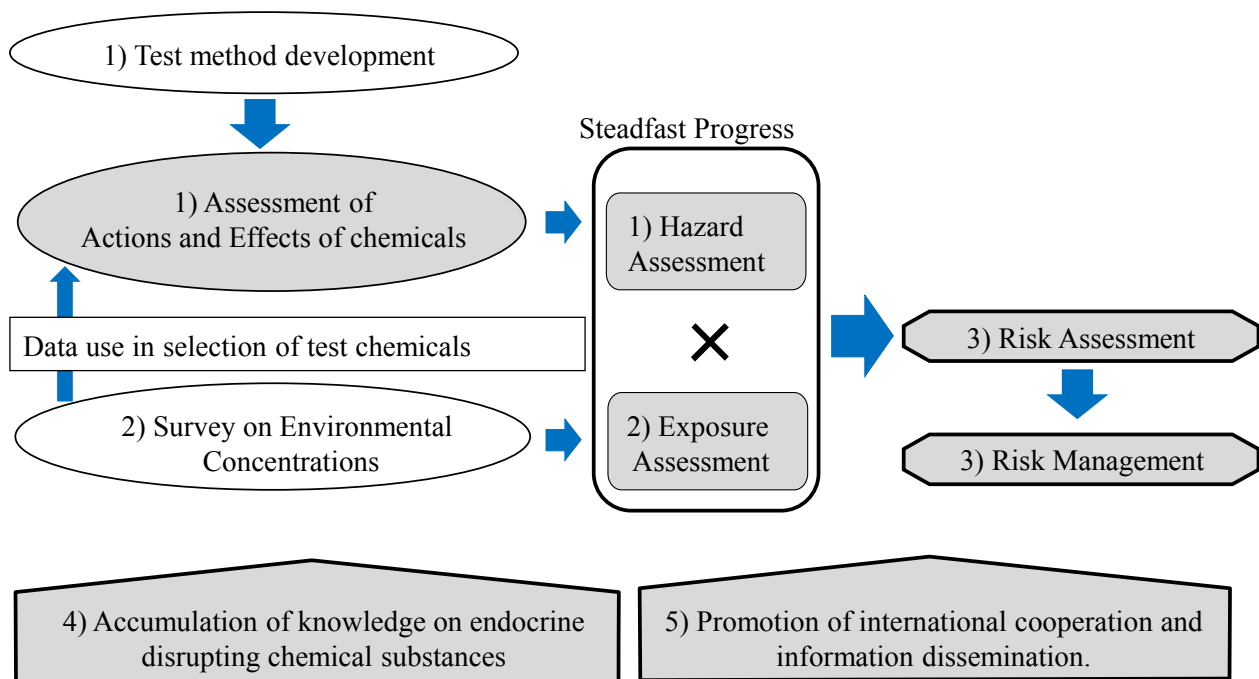 1) Test method development
Steadfast Progress
1) Assessment of
Actions and Effects of chemicals
1) Hazard
Assessment
Data use in selection of test chemicals
3) Risk Assessment
2) Survey on Environmental
Concentrations
2) Exposure
Assessment
3) Risk Management
4) Accumulation of knowledge on endocrine
disrupting chemical substances
5) Promotion of international cooperation and
information dissemination.